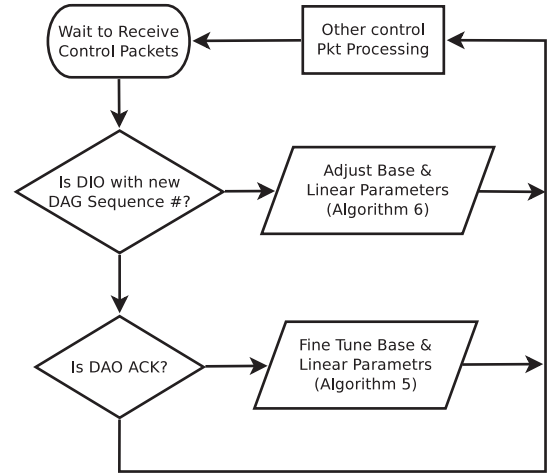 Wait to Receive
Control Packets
Other control
Pkt Processing
Is DIO with new
DAG Sequence #?
Adjust Base &
Linear Parameters
(Algorithm 6)
Is DAO ACK?
Fine Tune Base &
Linear Parametrs
(Algorithm 5)